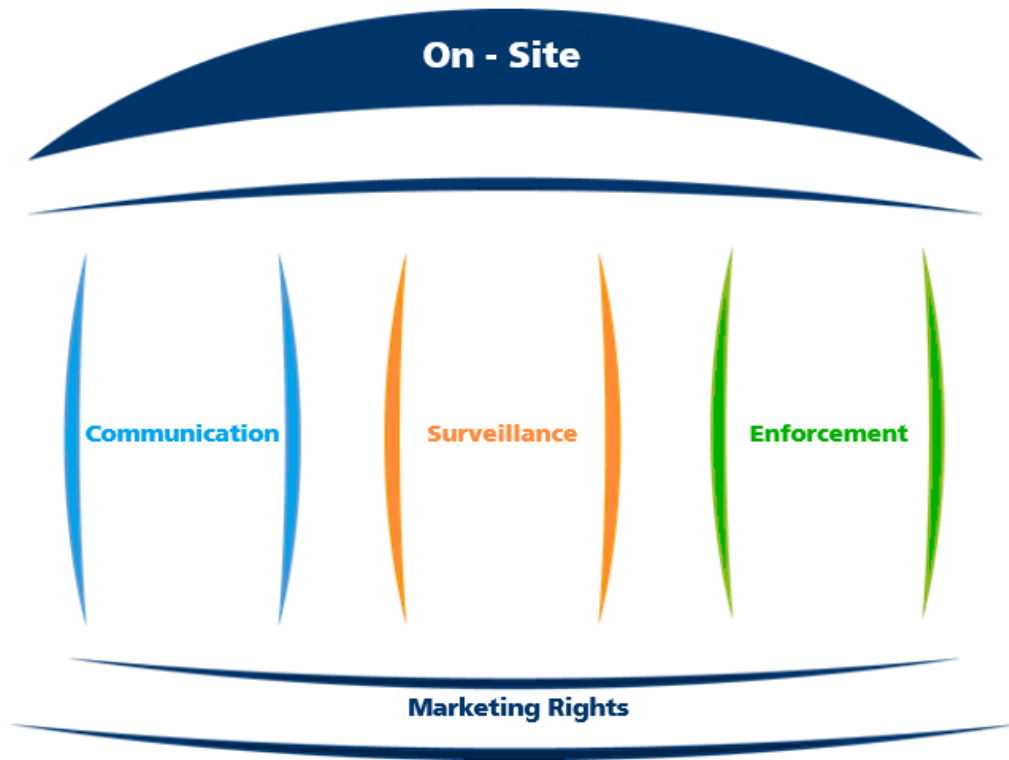 On - Site
Communication
Surveillance
Enforcement
Marketing Rights